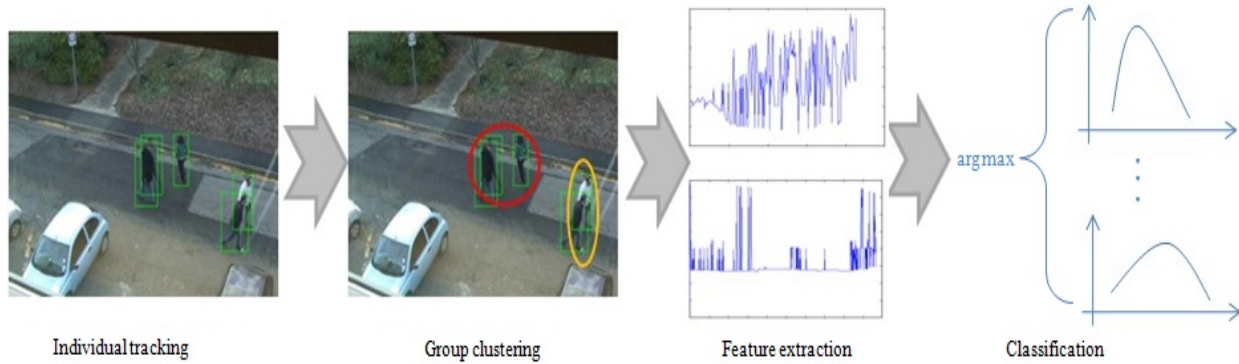 arg max
Individual tracking
Group clustering
Feature extraction
Classification